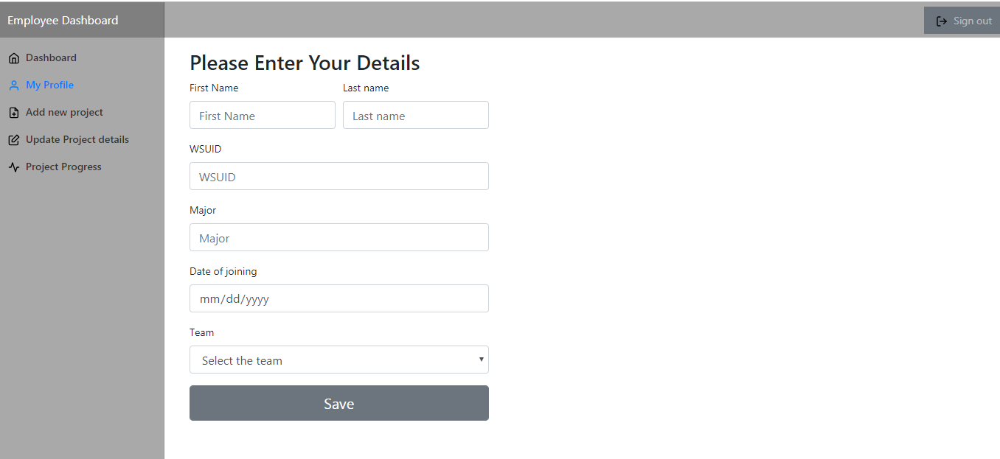 Employee Dashboard
Sign out
Dashboard
My Profile
Add new project
Update Project details
Project Progress
Please Enter Your Details
First Name Last name
First Name Last name
WSUID
WSUID
Major
Major
Date of joining
mm/dd/yyyy
Team
Select the team
Save